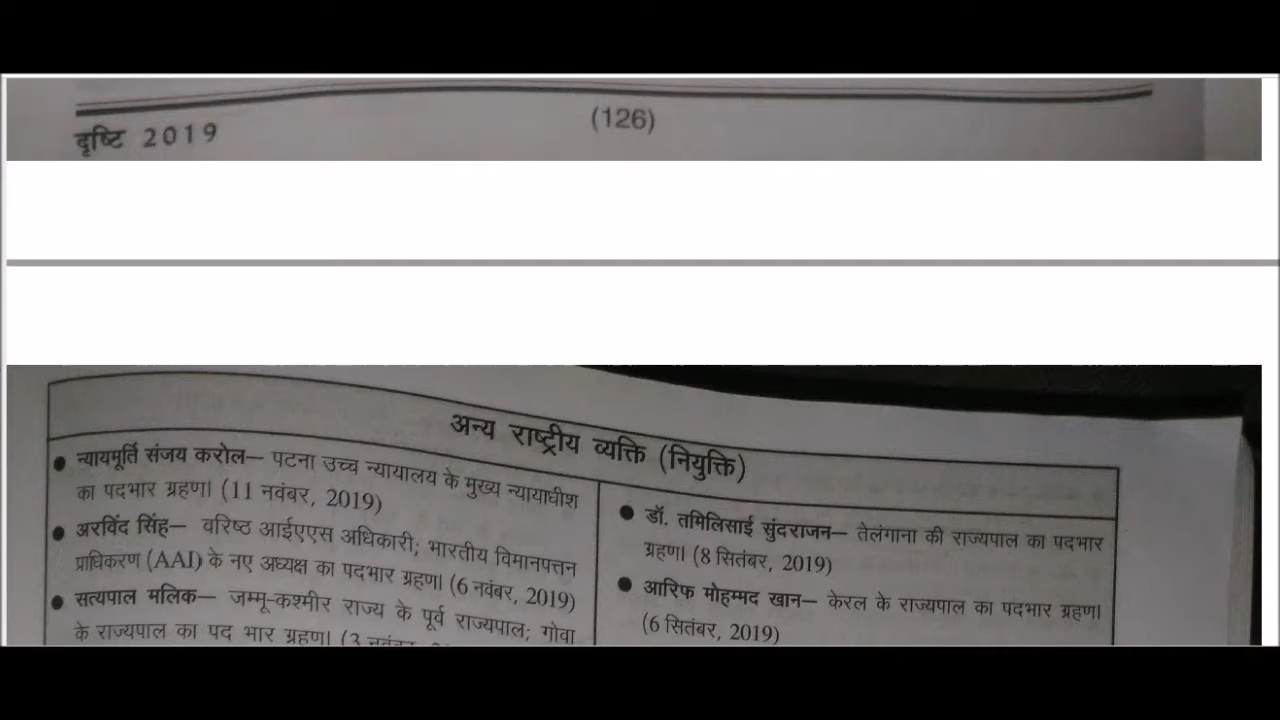 (126)
दृष्टि 2019
अन्य राष्ट्रीय व्यक्ति (नियुक्ति)
● न्यायमूर्ति संजय करोल— पटना उच्च न्यायालय के मुख्य न्यायाधीश
का पदभार ग्रहण। (11 नवंबर, 2019)
● अरविंद सिंह— वरिष्ठ आईएएस अधिकारी; भारतीय विमानपत्तन
प्राधिकरण (AAI) के नए अध्यक्ष का पदभार ग्रहण। (6 नवंबर, 2019)
● सत्यपाल मलिक— जम्मू-कश्मीर राज्य के पूर्व राज्यपाल; गोवा
के राज्यपाल का पद भार ग्रहण। (3 नवंबर,
● डॉ. तमिलिसाई सुंदराजन— तेलंगाना की राज्यपाल का पदभार
ग्रहण। (8 सितंबर, 2019)
● आरिफ मोहम्मद खान— केरल के राज्यपाल का पदभार ग्रहण।
(6 सितंबर, 2019)